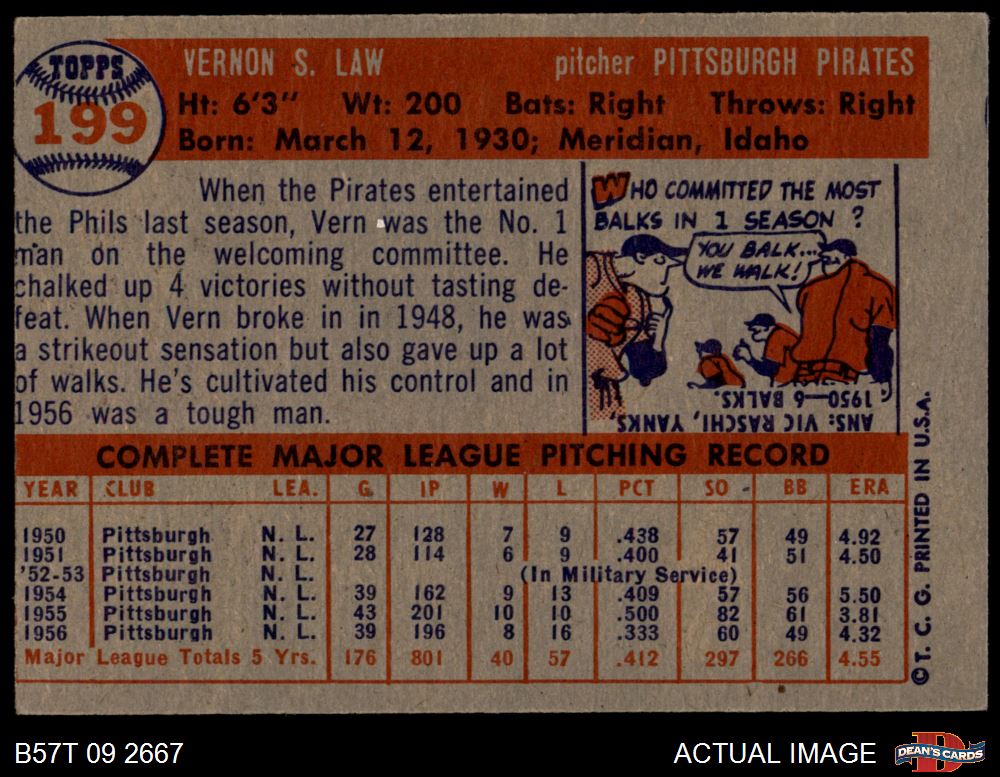 TOPPS
199
VERNON S. LAW pitcher PITTSBURGH PIRATES
Ht: 6'3" Wt: 200 Bats: Right Throws: Right
Born: March 12, 1930; Meridian, Idaho
When the Pirates entertained
the Phils last season, Vern was the No. 1
man on the welcoming committee. He
chalked up 4 victories without tasting de-
feat. When Vern broke in in 1948, he was
a strikeout sensation but also gave up a lot
of walks. He's cultivated his control and in
1956 was a tough man.
WHO COMMITTED THE MOST
BALKS IN 1 SEASON ?
YOU BALK...
WE WALK!
ANS: VIC RASCHI, YANKS,
1950-6 BALKS.
COMPLETE MAJOR LEAGUE PITCHING RECORD
YEAR CLUB LEA. G IP W L PCT SO BB ERA
1950 Pittsburgh N. L. 27 128 7 9 .438 57 49 4.92
1951 Pittsburgh N. L. 28 114 6 9 .400 41 51 4.50
'52-53 Pittsburgh N. L. (In Military Service)
1954 Pittsburgh N. L. 39 162 9 13 .409 57 56 5.50
1955 Pittsburgh N. L. 43 201 10 10 .500 82 61 3.81
1956 Pittsburgh N. L. 39 196 8 16 .333 60 49 4.32
Major League Totals 5 Yrs. 176 801 40 57 .412 297 266 4.55
©T. C. G. PRINTED IN U.S.A.
B57T 09 2667 ACTUAL IMAGE
D
DEAN'S CARDS